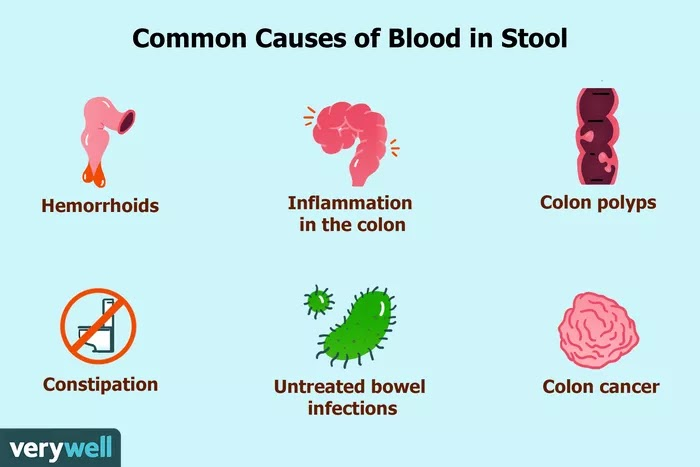 Common Causes of Blood in Stool
Hemorrhoids
Inflammation
in the colon
Colon polyps
Constipation
Untreated bowel
infections
Colon cancer
verywell